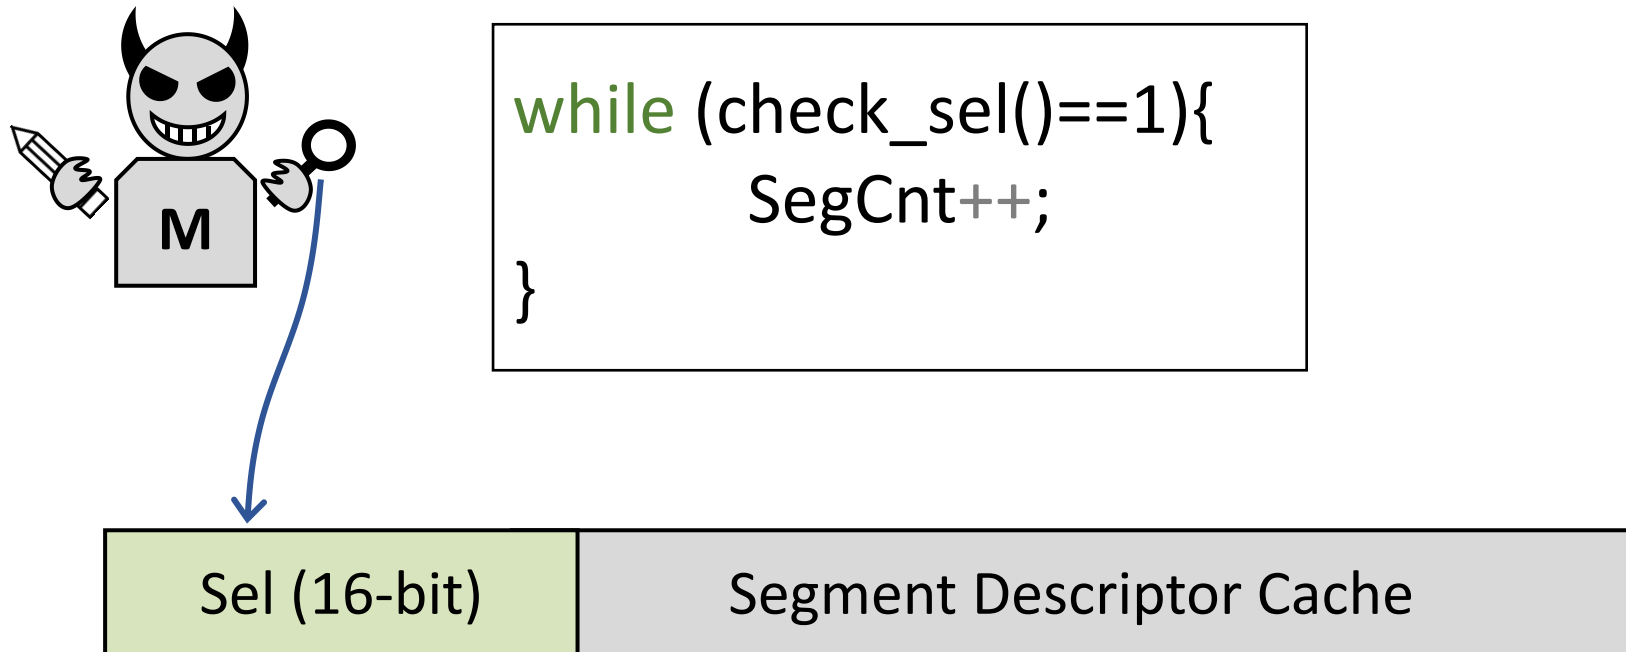 M
while (check_sel()==1){
SegCnt++;
}
Sel (16-bit)
Segment Descriptor Cache